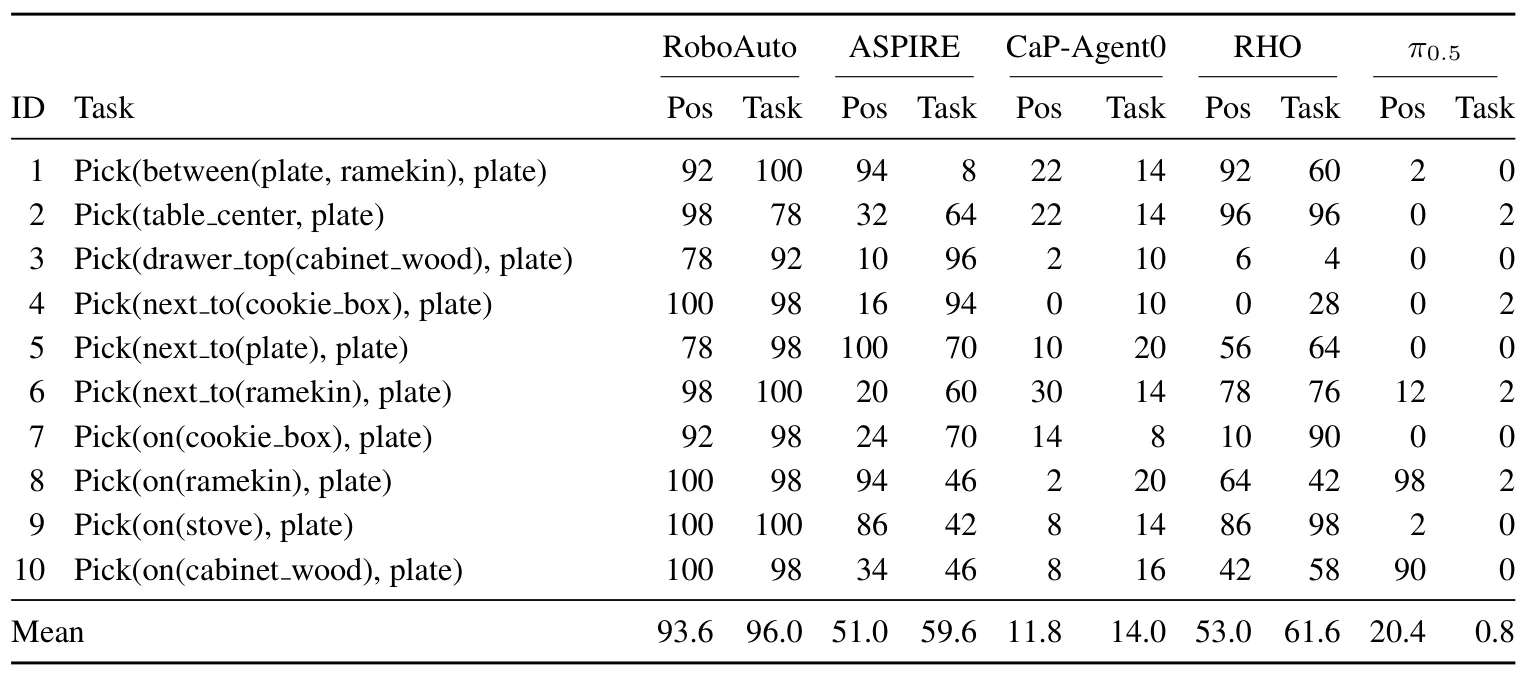 RoboAuto ASPIRE CaP-Agent0 RHO π0.5
ID Task Pos Task Pos Task Pos Task Pos Task Pos Task
1 Pick(between(plate, ramekin), plate) 92 100 94 8 22 14 92 60 2 0
2 Pick(table_center, plate) 98 78 32 64 22 14 96 96 0 2
3 Pick(drawer_top(cabinet_wood), plate) 78 92 10 96 2 10 6 4 0 0
4 Pick(next_to(cookie_box), plate) 100 98 16 94 0 10 0 28 0 2
5 Pick(next_to(plate), plate) 78 98 100 70 10 20 56 64 0 0
6 Pick(next_to(ramekin), plate) 98 100 20 60 30 14 78 76 12 2
7 Pick(on(cookie_box), plate) 92 98 24 70 14 8 10 90 0 0
8 Pick(on(ramekin), plate) 100 98 94 46 2 20 64 42 98 2
9 Pick(on(stove), plate) 100 100 86 42 8 14 86 98 2 0
10 Pick(on(cabinet_wood), plate) 100 98 34 46 8 16 42 58 90 0
Mean 93.6 96.0 51.0 59.6 11.8 14.0 53.0 61.6 20.4 0.8